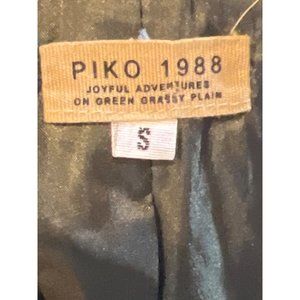 PIKO 1988
JOYFUL ADVENTURES
ON GREEN GRASSY PLAIN
S